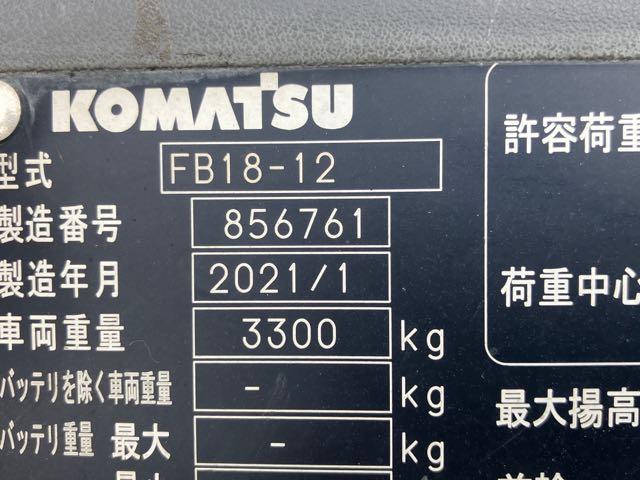 KOMATSU
型式 FB18-12
製造番号 856761
製造年月 2021/1
車両重量 3300 kg
バッテリを除く車両重量 - kg
バッテリ重量 最大 - kg
許容荷重
荷重中心
最大揚高